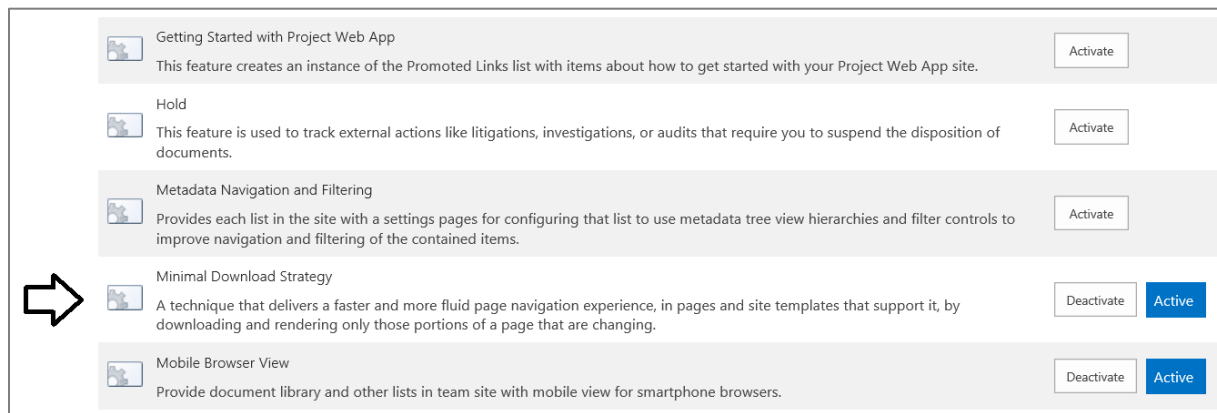 Getting Started with Project Web App
This feature creates an instance of the Promoted Links list with items about how to get started with your Project Web App site.
Activate
Hold
This feature is used to track external actions like litigations, investigations, or audits that require you to suspend the disposition of
documents.
Activate
Metadata Navigation and Filtering
Provides each list in the site with a settings pages for configuring that list to use metadata tree view hierarchies and filter controls to
improve navigation and filtering of the contained items.
Activate
Minimal Download Strategy
A technique that delivers a faster and more fluid page navigation experience, in pages and site templates that support it, by
downloading and rendering only those portions of a page that are changing.
Deactivate Active
Mobile Browser View
Provide document library and other lists in team site with mobile view for smartphone browsers.
Deactivate Active